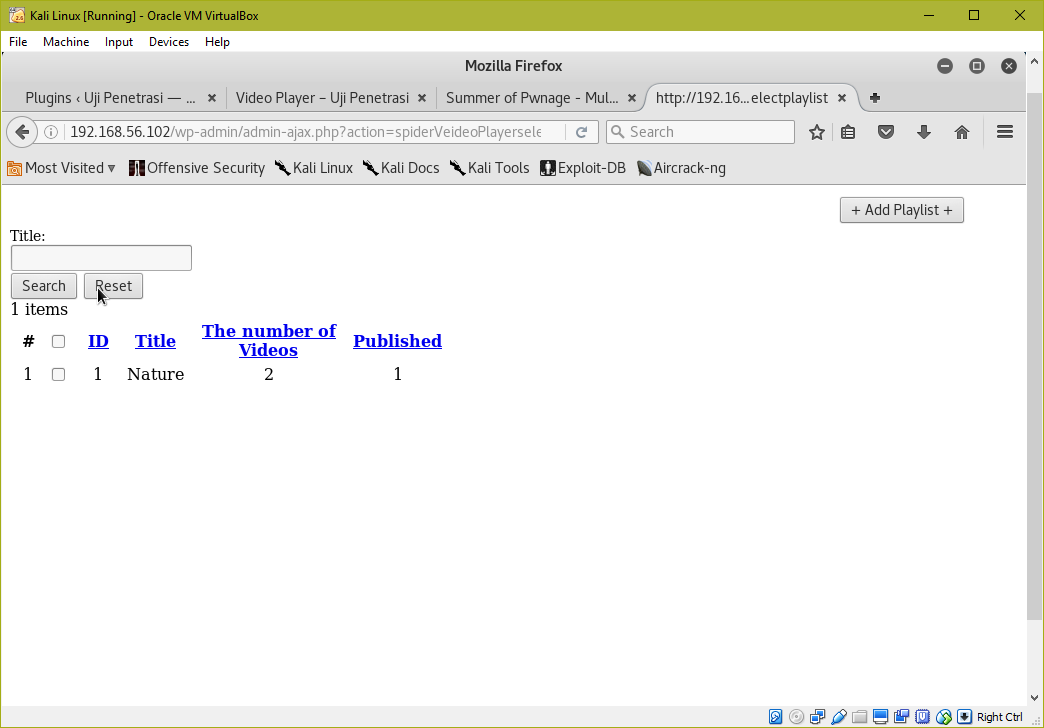 Kali Linux [Running] - Oracle VM VirtualBox
File Machine Input Devices Help
Mozilla Firefox
Plugins ‹ Uji Penetrasi — ... Video Player – Uji Penetrasi Summer of Pwnage - Mul... http://192.16...electplaylist
192.168.56.102/wp-admin/admin-ajax.php?action=spiderVeideoPlayersele Search
Most Visited Offensive Security Kali Linux Kali Docs Kali Tools Exploit-DB Aircrack-ng
+ Add Playlist +
Title:
Search Reset
1 items
# ID Title The number of Videos Published
1 1 Nature 2 1
Right Ctrl